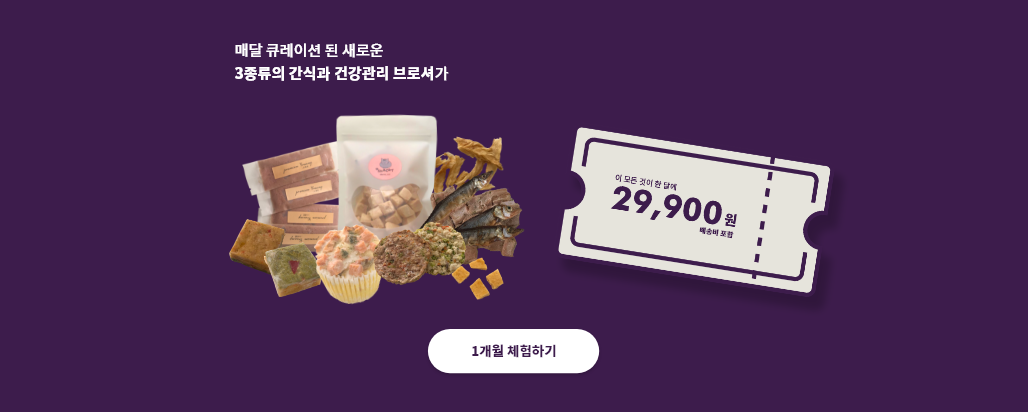 매달 큐레이션 된 새로운
3종류의 간식과 건강관리 브로셔가
이 모든 것이 한 달에
29,900원
배송비 포함
1개월 체험하기